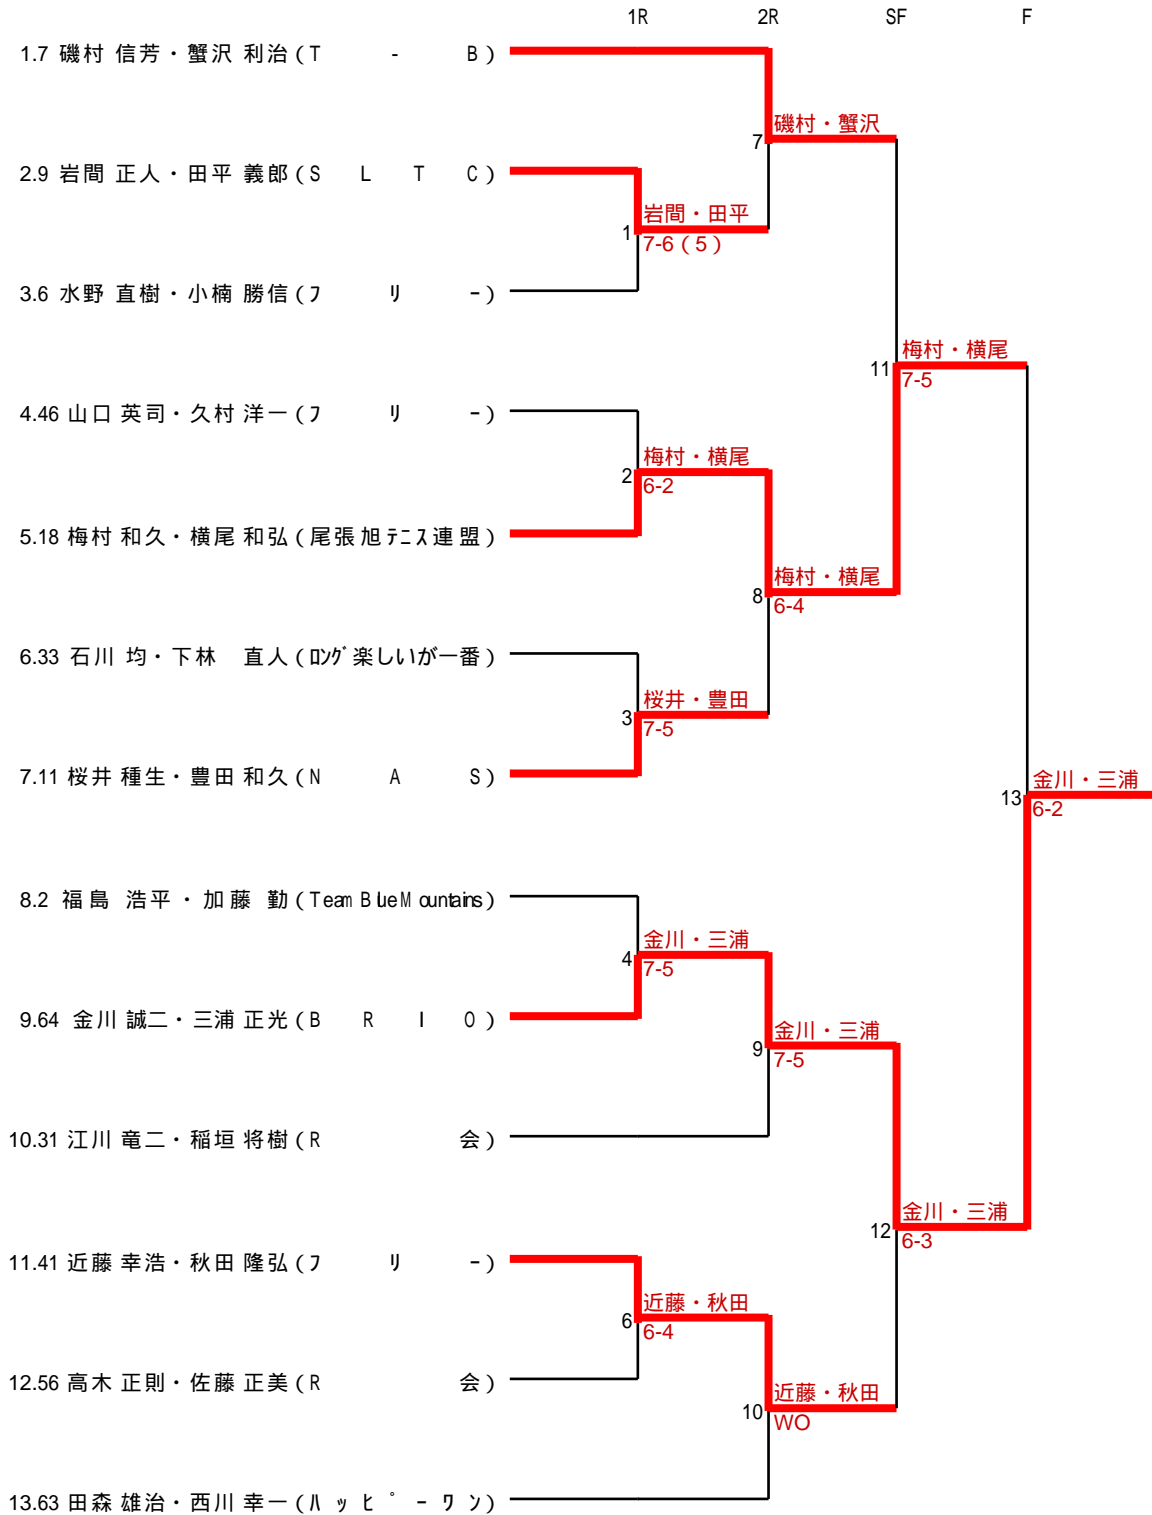 1R 2R SF F
1.7 磯村 信芳・蟹沢 利治(T - B)
磯村・蟹沢
7
2.9 岩間 正人・田平 義郎(S L T C)
岩間・田平
1
7-6(5)
3.6 水野 直樹・小楠 勝信(フ リ -)
梅村・横尾
11
7-5
4.46 山口 英司・久村 洋一(フ リ -)
梅村・横尾
2
6-2
5.18 梅村 和久・横尾 和弘(尾張旭テニス連盟)
梅村・横尾
8
6-4
6.33 石川 均・下林 直人(ロング楽しいが一番)
桜井・豊田
3
7-5
7.11 桜井 種生・豊田 和久(N A S)
金川・三浦
13
6-2
8.2 福島 浩平・加藤 勤(Team Blue Mountains)
金川・三浦
4
7-5
9.64 金川 誠二・三浦 正光(B R I O)
金川・三浦
9
7-5
10.31 江川 竜二・稲垣 将樹(R 会)
金川・三浦
12
6-3
11.41 近藤 幸浩・秋田 隆弘(フ リ -)
近藤・秋田
6
6-4
12.56 高木 正則・佐藤 正美(R 会)
近藤・秋田
10
WO
13.63 田森 雄治・西川 幸一(ハッピ-ワン)